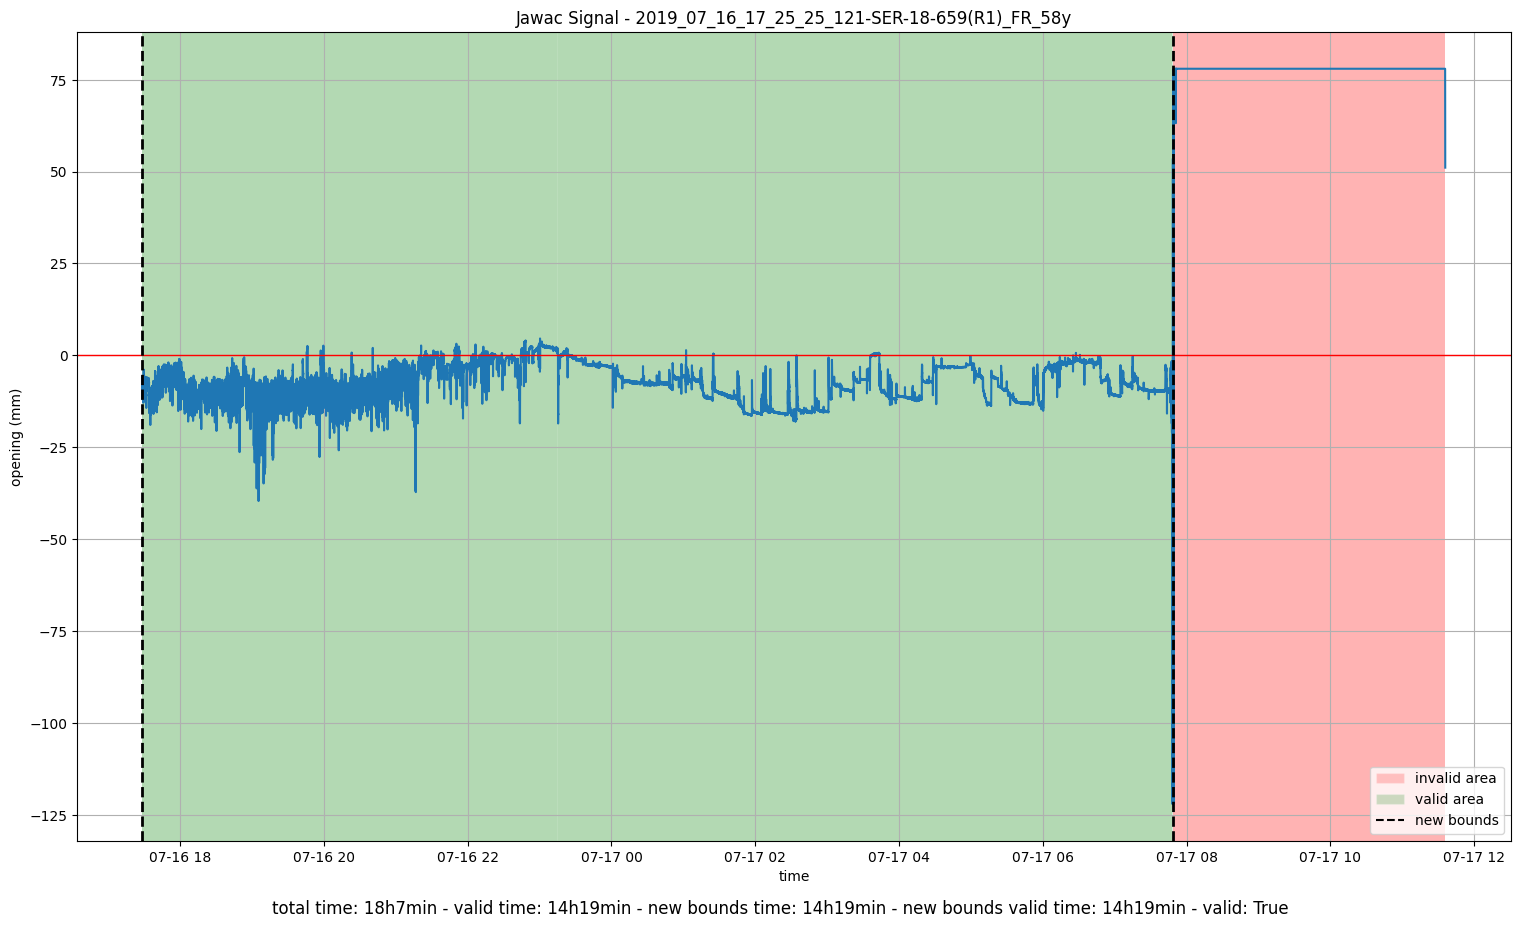 Jawac Signal - 2019_07_16_17_25_25_121-SER-18-659(R1)_FR_58y
75
50
25
0
−25
−50
−75
−100
−125
opening (mm)
07-16 18
07-16 20
07-16 22
07-17 00
07-17 02
07-17 04
07-17 06
07-17 08
07-17 10
07-17 12
time
invalid area
valid area
new bounds
total time: 18h7min - valid time: 14h19min - new bounds time: 14h19min - new bounds valid time: 14h19min - valid: True